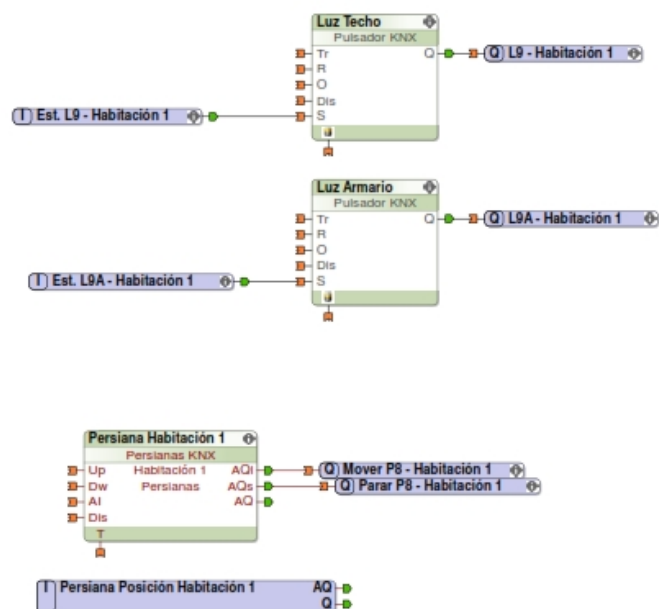 Luz Techo
Pulsador KNX
Tr Q Q L9 - Habitación 1
R
O
Dis
I Est. L9 - Habitación 1 S
Luz Armario
Pulsador KNX
Tr Q Q L9A - Habitación 1
R
O
Dis
I Est. L9A - Habitación 1 S
Persiana Habitación 1
Persianas KNX
Up Habitación 1 AQI Q Mover P8 - Habitación 1
Dw Persianas AQs Q Parar P8 - Habitación 1
AI AQ
Dis
T
I Persiana Posición Habitación 1 AQ
Q